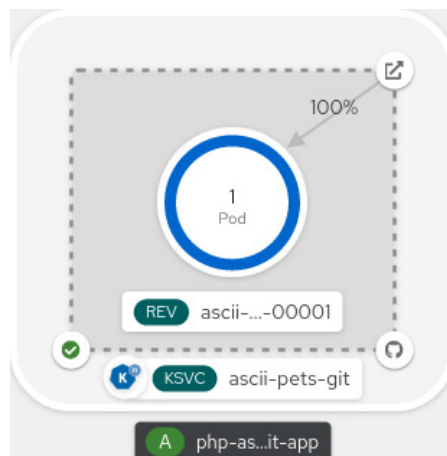 100%
1
Pod
REV ascii-...-00001
K n KSVC ascii-pets-git
A php-as...it-app